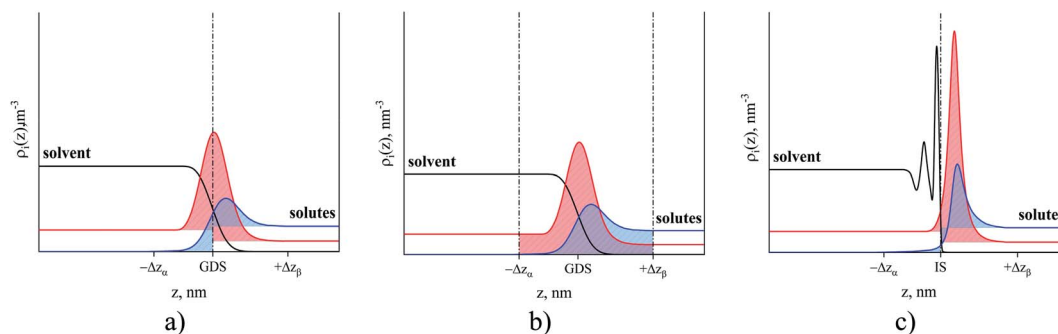 ρᵢ(z),nm⁻³
solvent
solutes
−Δzα GDS +Δzβ
z, nm
a)
ρᵢ(z), nm⁻³
solvent
solutes
−Δzα GDS +Δzβ
z, nm
b)
ρᵢ(z), nm⁻³
solvent
solute
−Δzα IS +Δzβ
z, nm
c)